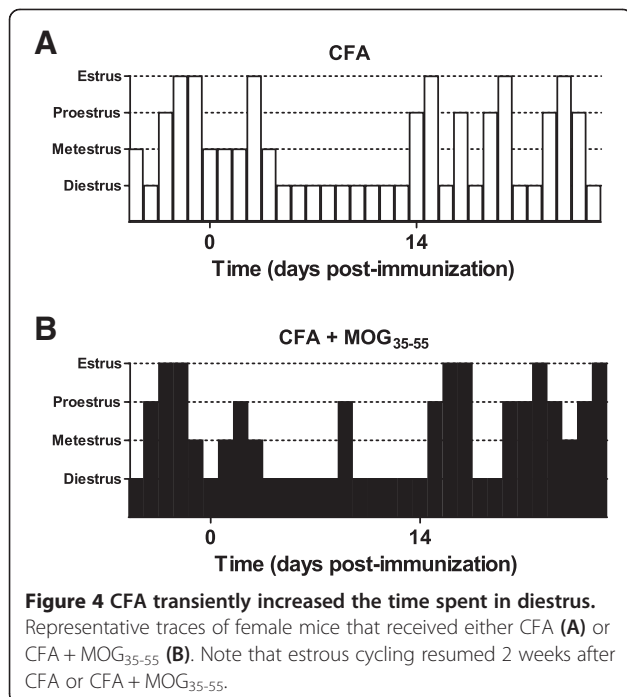 A
CFA
Estrus
Proestrus
Metestrus
Diestrus
0 14
Time (days post-immunization)
B
CFA + MOG35-55
Estrus
Proestrus
Metestrus
Diestrus
0 14
Time (days post-immunization)
Figure 4 CFA transiently increased the time spent in diestrus.
Representative traces of female mice that received either CFA (A) or
CFA + MOG35-55 (B). Note that estrous cycling resumed 2 weeks after
CFA or CFA + MOG35-55.